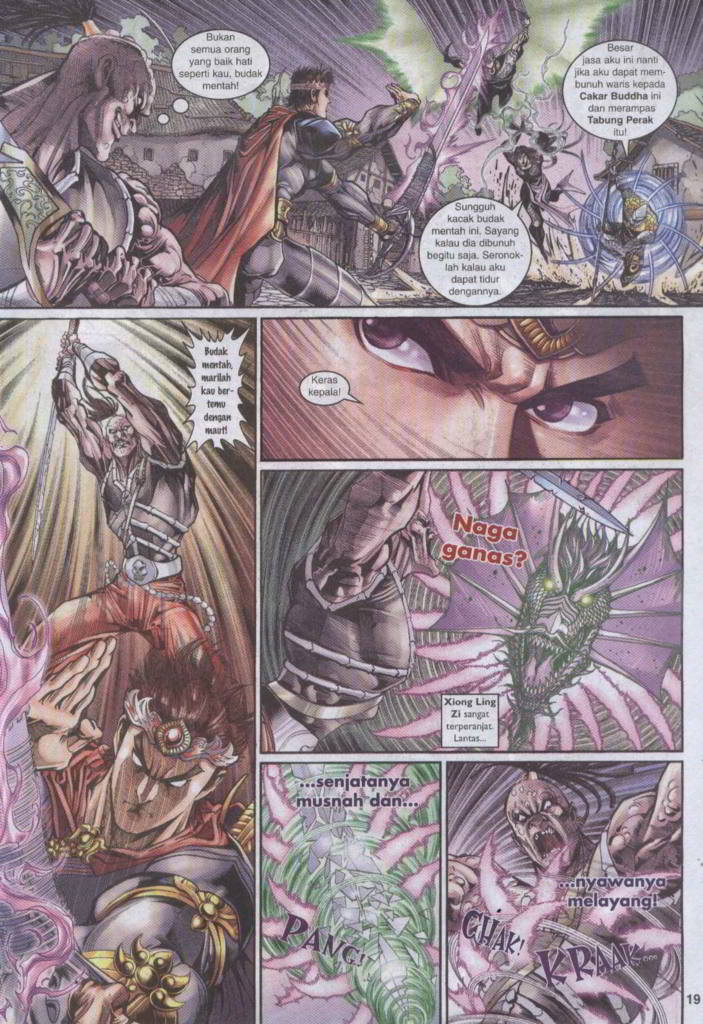 Bukan
semua orang
yang baik hati
seperti kau, budak
mentah!
Besar
jasa aku ini nanti
jika aku dapat mem-
bunuh waris kepada
Cakar Buddha ini
dan merampas
Tabung Perak
itu!
Sungguh
kacak budak
mentah ini. Sayang
kalau dia dibunuh
begitu saja. Seronok-
lah kalau aku
dapat tidur
dengannya.
Budak
mentah,
marilah
kau ber-
temu
dengan
maut!
Keras
kepala!
Naga
ganas?
Xiong Ling
Zi sangat
terperanjat.
Lantas...
...senjatanya
musnah dan...
PANG!
...nyawanya
melayang!
CHAK!
KRAAK...
19